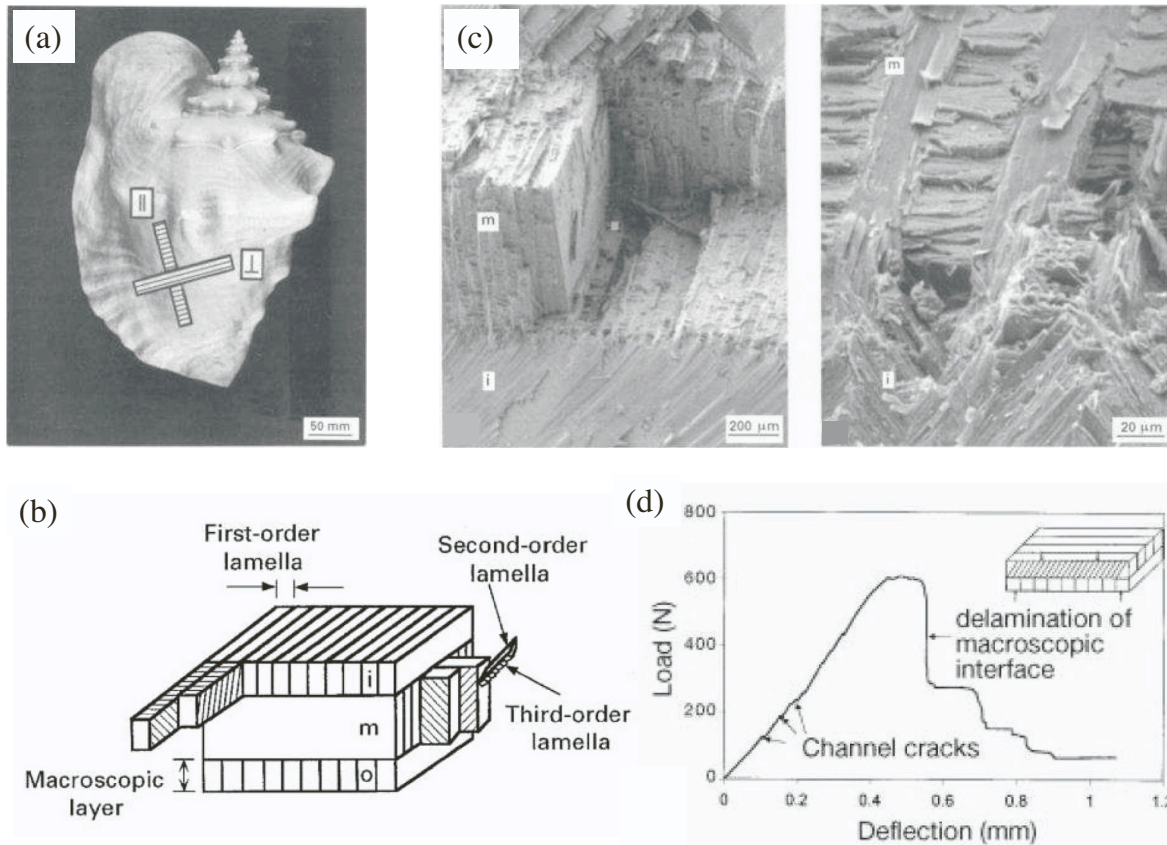 (a)
||
⊥
50 mm
(c)
m
i
200 µm
m
i
20 µm
(b)
First-order
lamella
Second-order
lamella
i
m
o
Third-order
lamella
Macroscopic
layer
(d)
800
600
400
200
0
Load (N)
delamination of
macroscopic
interface
Channel cracks
0
0.2
0.4
0.6
0.8
1
1.2
Deflection (mm)